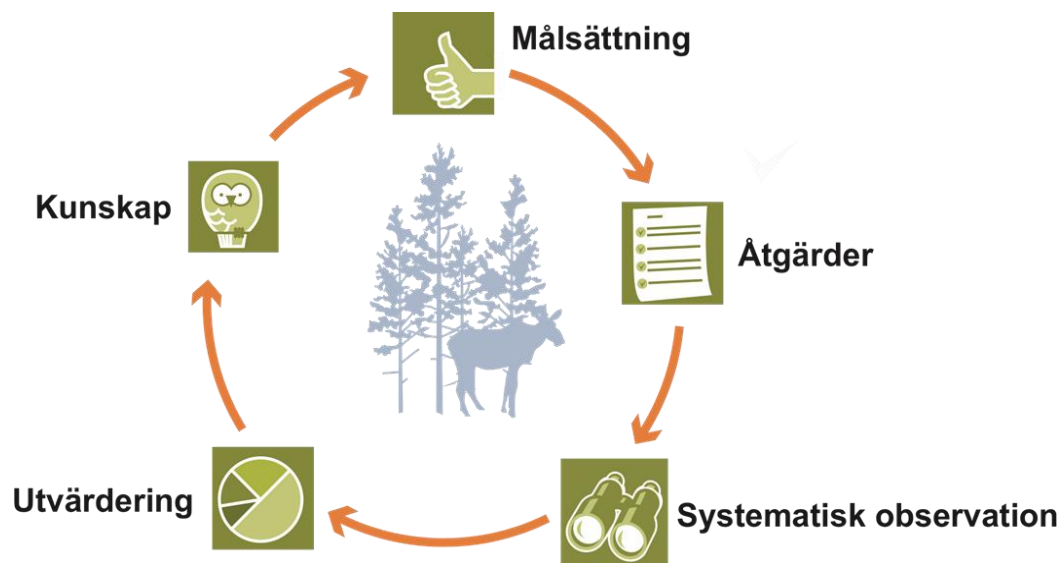 Målsättning
Åtgärder
Systematisk observation
Utvärdering
Kunskap